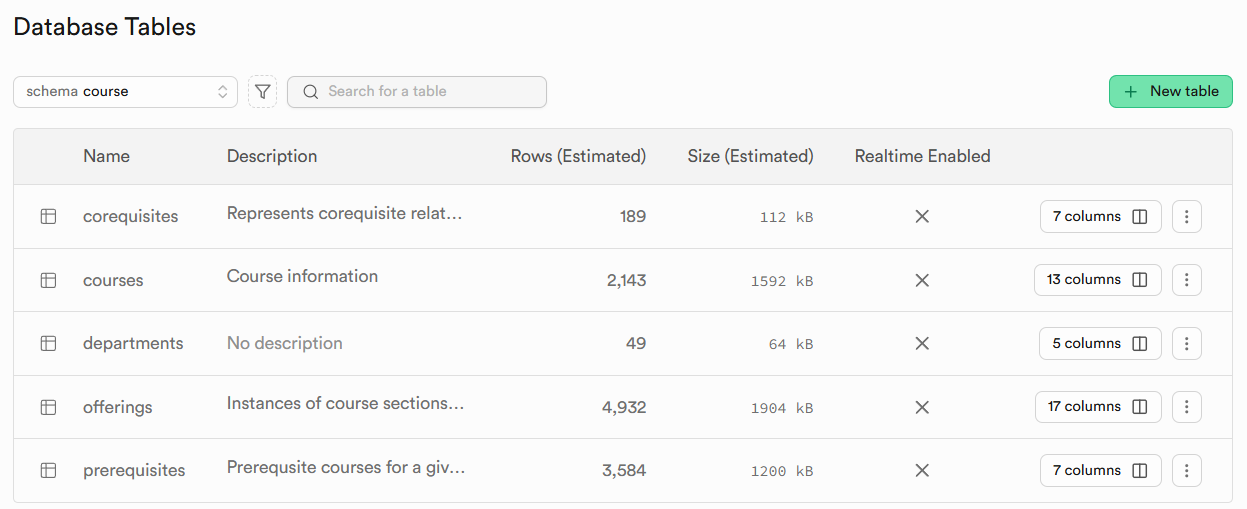 Database Tables
schema course
Search for a table
New table
Name Description Rows (Estimated) Size (Estimated) Realtime Enabled
corequisites Represents corequisite relat... 189 112 kB 7 columns
courses Course information 2,143 1592 kB 13 columns
departments No description 49 64 kB 5 columns
offerings Instances of course sections... 4,932 1904 kB 17 columns
prerequisites Prerequsite courses for a giv... 3,584 1200 kB 7 columns